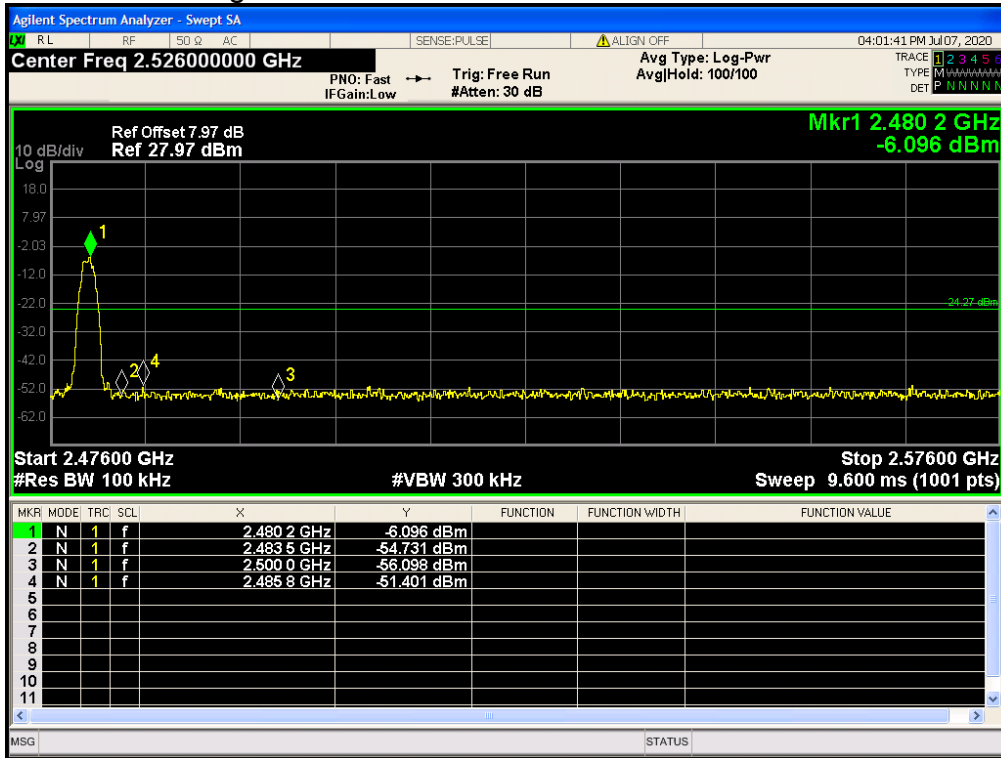 Agilent Spectrum Analyzer - Swept SA
LXI RL RF 50 Ω AC SENSE:PULSE ALIGN OFF 04:01:41 PM Jul 07, 2020
Center Freq 2.526000000 GHz
PNO: Fast Trig: Free Run Avg Type: Log-Pwr TRACE 1 2 3 4 5 6
IFGain:Low #Atten: 30 dB Avg|Hold: 100/100 TYPE M
DET P N N N N N
Mkr1 2.480 2 GHz
-6.096 dBm
Ref Offset 7.97 dB
10 dB/div Ref 27.97 dBm
Log
18.0
7.97
1
-2.03
-12.0
-22.0
-24.27 dBm
-32.0
-42.0
2 4 3
-52.0
-62.0
Start 2.47600 GHz Stop 2.57600 GHz
#Res BW 100 kHz #VBW 300 kHz Sweep 9.600 ms (1001 pts)
MKR MODE TRC SCL X Y FUNCTION FUNCTION WIDTH FUNCTION VALUE
1 N 1 f 2.480 2 GHz -6.096 dBm
2 N 1 f 2.483 5 GHz -54.731 dBm
3 N 1 f 2.500 0 GHz -56.098 dBm
4 N 1 f 2.485 8 GHz -51.401 dBm
5
6
7
8
9
10
11
MSG STATUS